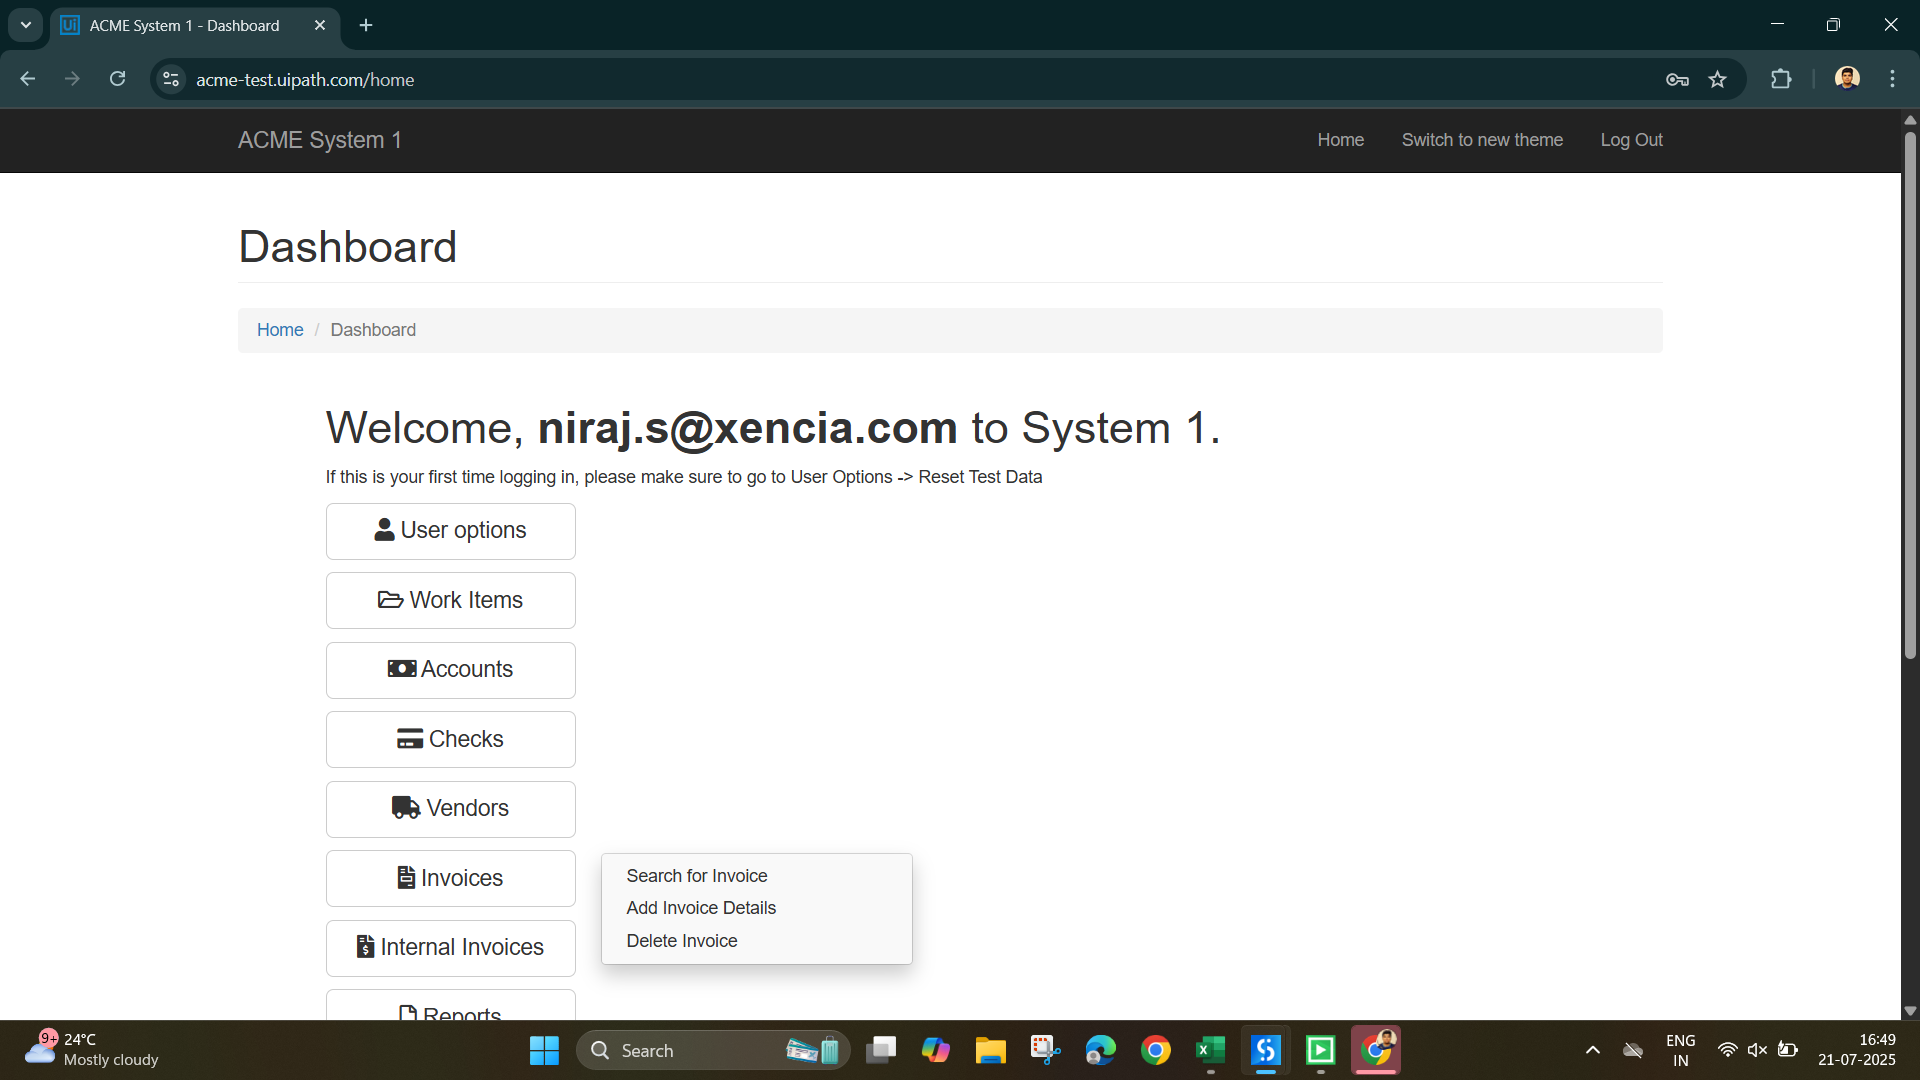 Ui ACME System 1 - Dashboard
acme-test.uipath.com/home
ACME System 1
Home
Switch to new theme
Log Out
Dashboard
Home / Dashboard
Welcome, niraj.s@xencia.com to System 1.
If this is your first time logging in, please make sure to go to User Options -> Reset Test Data
User options
Work Items
Accounts
Checks
Vendors
Invoices
Search for Invoice
Add Invoice Details
Delete Invoice
Internal Invoices
Reports
9+
24°C
Mostly cloudy
Search
ENG
IN
16:49
21-07-2025